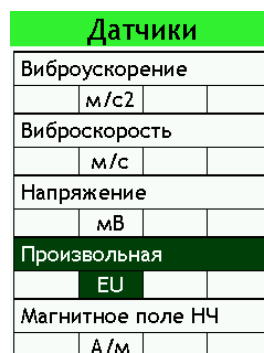 Датчики
Виброускорение
м/с2
Виброскорость
м/с
Напряжение
мВ
Произвольная
EU
Магнитное поле НЧ
А/м